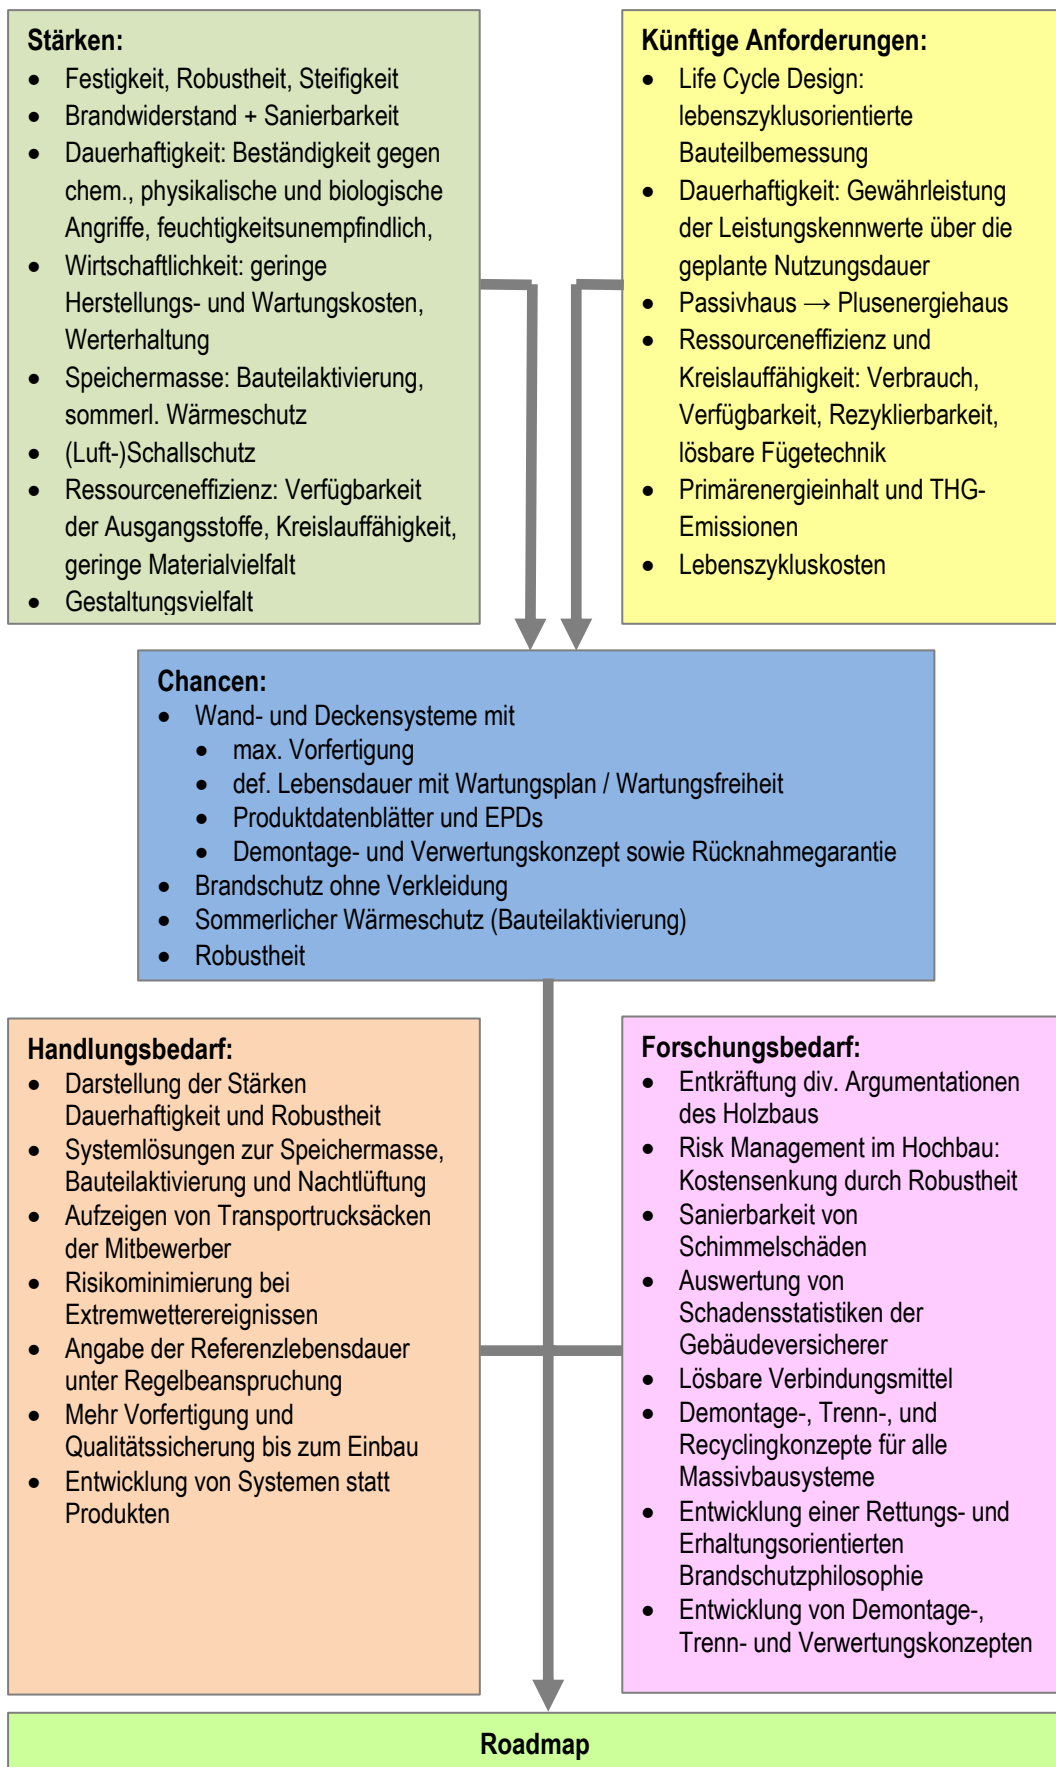 Stärken:
• Festigkeit, Robustheit, Steifigkeit
• Brandwiderstand + Sanierbarkeit
• Dauerhaftigkeit: Beständigkeit gegen
chem., physikalische und biologische
Angriffe, feuchtigkeitsunempfindlich,
• Wirtschaftlichkeit: geringe
Herstellungs- und Wartungskosten,
Werterhaltung
• Speichermasse: Bauteilaktivierung,
sommerl. Wärmeschutz
• (Luft-)Schallschutz
• Ressourceneffizienz: Verfügbarkeit
der Ausgangsstoffe, Kreislauffähigkeit,
geringe Materialvielfalt
• Gestaltungsvielfalt
Künftige Anforderungen:
• Life Cycle Design:
lebenszyklusorientierte
Bauteilbemessung
• Dauerhaftigkeit: Gewährleistung
der Leistungskennwerte über die
geplante Nutzungsdauer
• Passivhaus → Plusenergiehaus
• Ressourceneffizienz und
Kreislauffähigkeit: Verbrauch,
Verfügbarkeit, Rezyklierbarkeit,
lösbare Fügetechnik
• Primärenergieinhalt und THG-
Emissionen
• Lebenszykluskosten
Chancen:
• Wand- und Deckensysteme mit
• max. Vorfertigung
• def. Lebensdauer mit Wartungsplan / Wartungsfreiheit
• Produktdatenblätter und EPDs
• Demontage- und Verwertungskonzept sowie Rücknahmegarantie
• Brandschutz ohne Verkleidung
• Sommerlicher Wärmeschutz (Bauteilaktivierung)
• Robustheit
Handlungsbedarf:
• Darstellung der Stärken
Dauerhaftigkeit und Robustheit
• Systemlösungen zur Speichermasse,
Bauteilaktivierung und Nachtlüftung
• Aufzeigen von Transportrucksäcken
der Mitbewerber
• Risikominimierung bei
Extremwetterereignissen
• Angabe der Referenzlebensdauer
unter Regelbeanspruchung
• Mehr Vorfertigung und
Qualitätssicherung bis zum Einbau
• Entwicklung von Systemen statt
Produkten
Forschungsbedarf:
• Entkräftung div. Argumentationen
des Holzbaus
• Risk Management im Hochbau:
Kostensenkung durch Robustheit
• Sanierbarkeit von
Schimmelschäden
• Auswertung von
Schadensstatistiken der
Gebäudeversicherer
• Lösbare Verbindungsmittel
• Demontage-, Trenn-, und
Recyclingkonzepte für alle
Massivbausysteme
• Entwicklung einer Rettungs- und
Erhaltungsorientierten
Brandschutzphilosophie
• Entwicklung von Demontage-,
Trenn- und Verwertungskonzepten
Roadmap